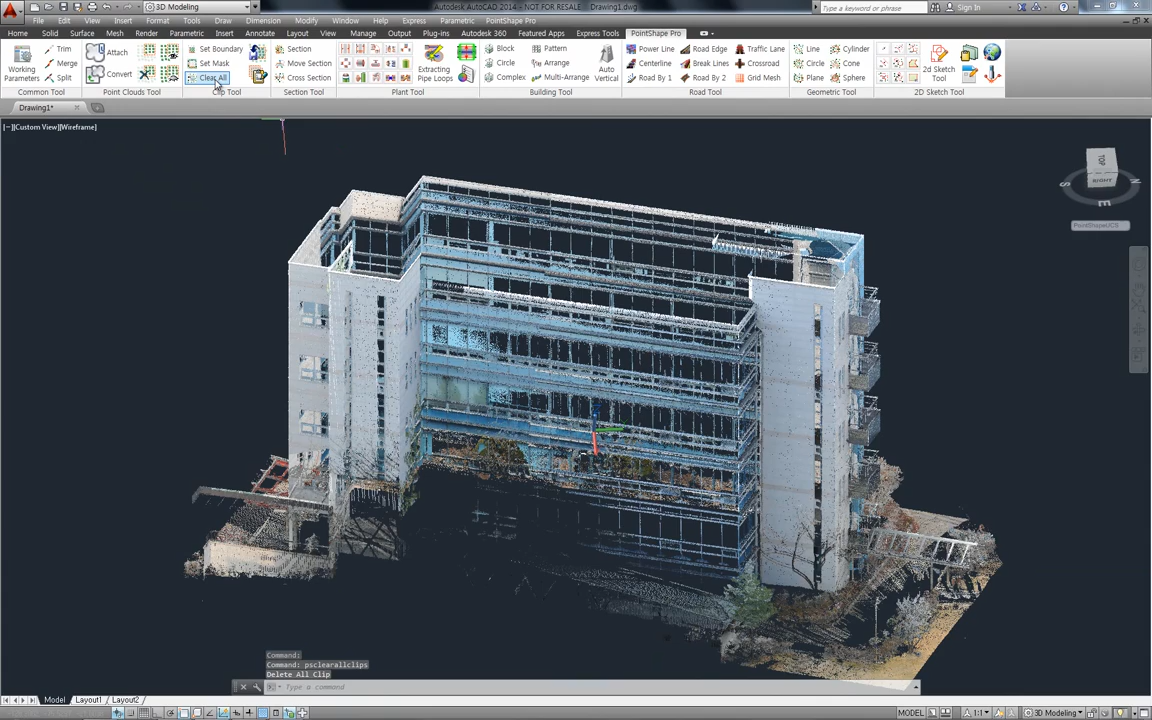 3D Modeling
Autodesk AutoCAD 2014 - NOT FOR RESALE Drawing1.dwg
Type a keyword or phrase
Sign In
File Edit View Insert Format Tools Draw Dimension Modify Window Help Express Parametric PointShape Pro
Home Solid Surface Mesh Render Parametric Insert Annotate Layout View Manage Output Plug-ins Autodesk 360 Featured Apps Express Tools PointShape Pro
Trim Attach Set Boundary Section Block Pattern Power Line Road Edge Traffic Lane Line Cylinder
Working Parameters Merge Set Mask Move Section Extracting Pipe Loops Circle Arrange Auto Vertical Centerline Break Lines Crossroad Circle Cone 2d Sketch Tool
Split Convert Clear All Cross Section Complex Multi-Arrange Road By 1 Road By 2 Grid Mesh Plane Sphere
Common Tool Point Clouds Tool Clip Tool Section Tool Plant Tool Building Tool Road Tool Geometric Tool 2D Sketch Tool
Drawing1*
[−][Custom View][Wireframe]
TOP
RIGHT
S N
E
PointShapeUCS
Command:
Command: psclearallclips
Delete All Clip
Type a command
Model Layout1 Layout2
MODEL 1:1 3D Modeling